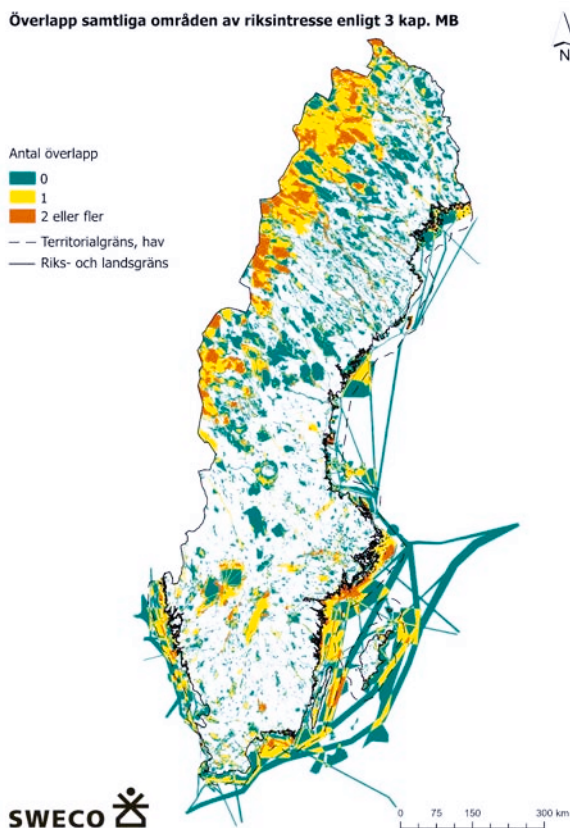 Överlapp samtliga områden av riksintresse enligt 3 kap. MB
N
Antal överlapp
0
1
2 eller fler
Territorialgräns, hav
Riks- och landsgräns
SWECO
0 75 150 300 km